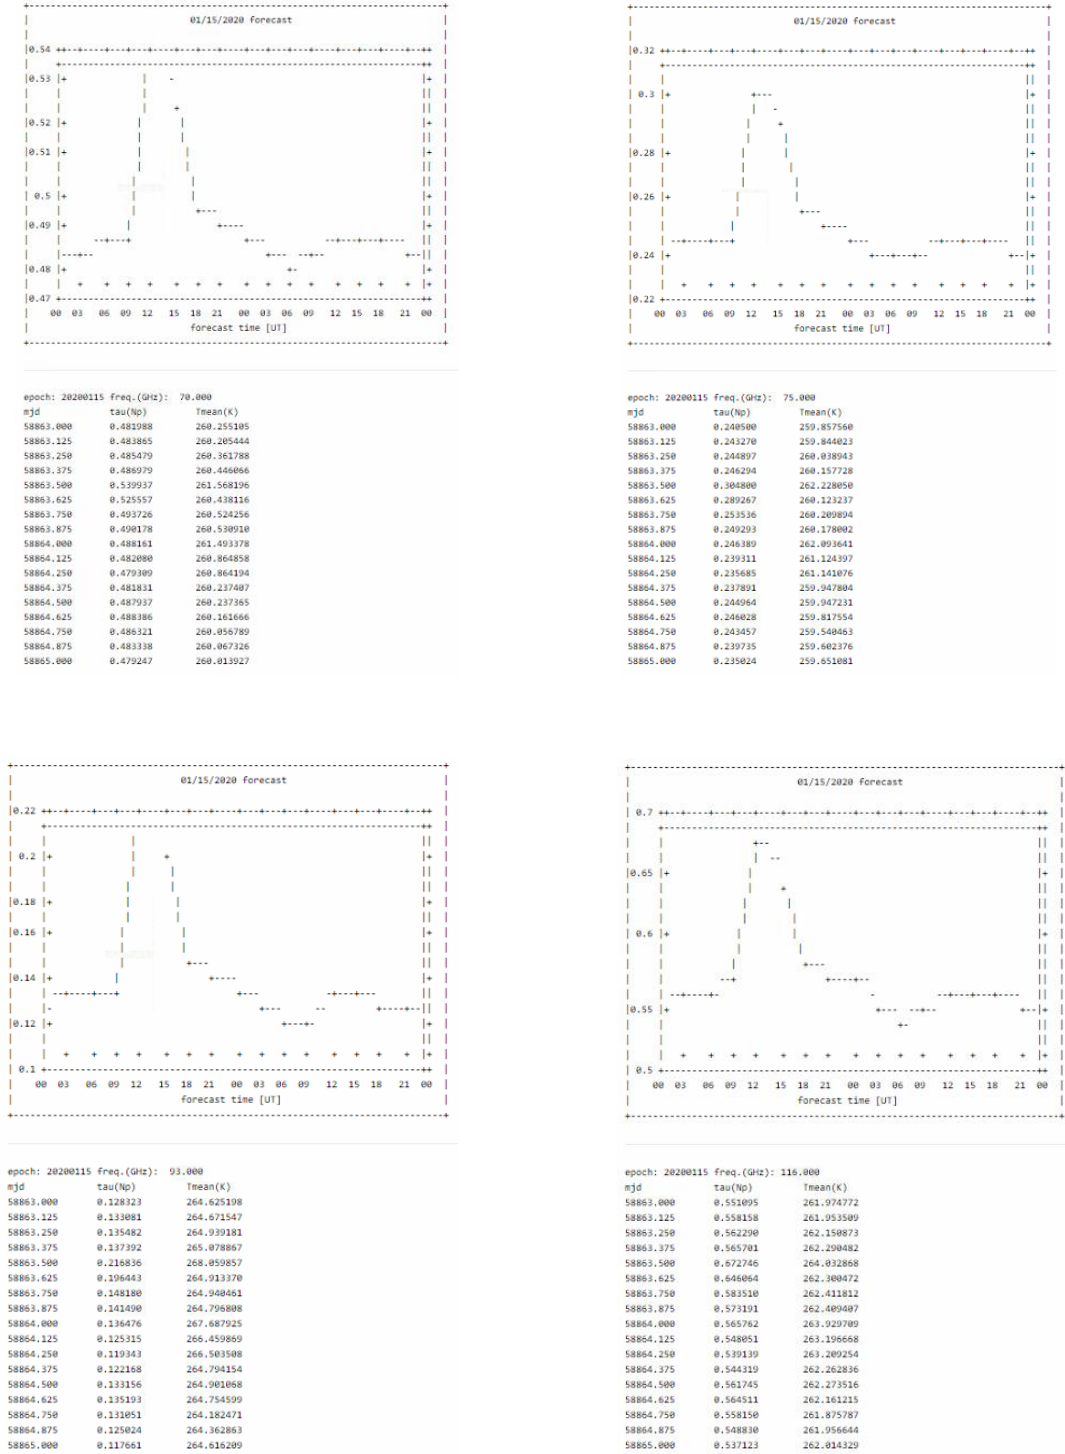 01/15/2020 forecast
0.54
0.53
0.52
0.51
0.5
0.49
0.48
0.47
00 03 06 09 12 15 18 21 00 03 06 09 12 15 18 21 00
forecast time [UT]
epoch: 20200115 freq.(GHz): 70.000
mjd tau(Np) Tmean(K)
58863.000 0.481988 260.255105
58863.125 0.483865 260.205444
58863.250 0.485479 260.361788
58863.375 0.486979 260.446066
58863.500 0.539937 261.568196
58863.625 0.525557 260.438116
58863.750 0.493726 260.524256
58863.875 0.490178 260.530910
58864.000 0.488161 261.493378
58864.125 0.482080 260.864858
58864.250 0.479309 260.864194
58864.375 0.481831 260.237407
58864.500 0.487937 260.237365
58864.625 0.488386 260.161666
58864.750 0.486321 260.056789
58864.875 0.483338 260.067326
58865.000 0.479247 260.013927
01/15/2020 forecast
0.32
0.3
0.28
0.26
0.24
0.22
00 03 06 09 12 15 18 21 00 03 06 09 12 15 18 21 00
forecast time [UT]
epoch: 20200115 freq.(GHz): 75.000
mjd tau(Np) Tmean(K)
58863.000 0.240500 259.857560
58863.125 0.243270 259.844023
58863.250 0.244897 260.038943
58863.375 0.246294 260.157728
58863.500 0.304800 262.228050
58863.625 0.289267 260.123237
58863.750 0.253536 260.209894
58863.875 0.249293 260.178002
58864.000 0.246389 262.093641
58864.125 0.239311 261.124397
58864.250 0.235685 261.141076
58864.375 0.237891 259.947804
58864.500 0.244964 259.947231
58864.625 0.246028 259.817554
58864.750 0.243457 259.540463
58864.875 0.239735 259.602376
58865.000 0.235024 259.651081
01/15/2020 forecast
0.22
0.2
0.18
0.16
0.14
0.12
0.1
00 03 06 09 12 15 18 21 00 03 06 09 12 15 18 21 00
forecast time [UT]
epoch: 20200115 freq.(GHz): 93.000
mjd tau(Np) Tmean(K)
58863.000 0.128323 264.625198
58863.125 0.133081 264.671547
58863.250 0.135482 264.939181
58863.375 0.137392 265.078867
58863.500 0.216836 268.059857
58863.625 0.196443 264.913370
58863.750 0.148180 264.940461
58863.875 0.141490 264.796808
58864.000 0.136476 267.687925
58864.125 0.125315 266.459869
58864.250 0.119343 266.503508
58864.375 0.122168 264.794154
58864.500 0.133156 264.901068
58864.625 0.135193 264.754599
58864.750 0.131051 264.182471
58864.875 0.125024 264.362863
58865.000 0.117661 264.616209
01/15/2020 forecast
0.7
0.65
0.6
0.55
0.5
00 03 06 09 12 15 18 21 00 03 06 09 12 15 18 21 00
forecast time [UT]
epoch: 20200115 freq.(GHz): 116.000
mjd tau(Np) Tmean(K)
58863.000 0.551095 261.974772
58863.125 0.558158 261.953509
58863.250 0.562290 262.150873
58863.375 0.565701 262.290482
58863.500 0.672746 264.032868
58863.625 0.646064 262.300472
58863.750 0.583510 262.411812
58863.875 0.573191 262.409407
58864.000 0.565762 263.929709
58864.125 0.548051 263.196668
58864.250 0.539139 263.209254
58864.375 0.544319 262.262836
58864.500 0.561745 262.273516
58864.625 0.564511 262.161215
58864.750 0.558150 261.875787
58864.875 0.548830 261.956644
58865.000 0.537123 262.014329